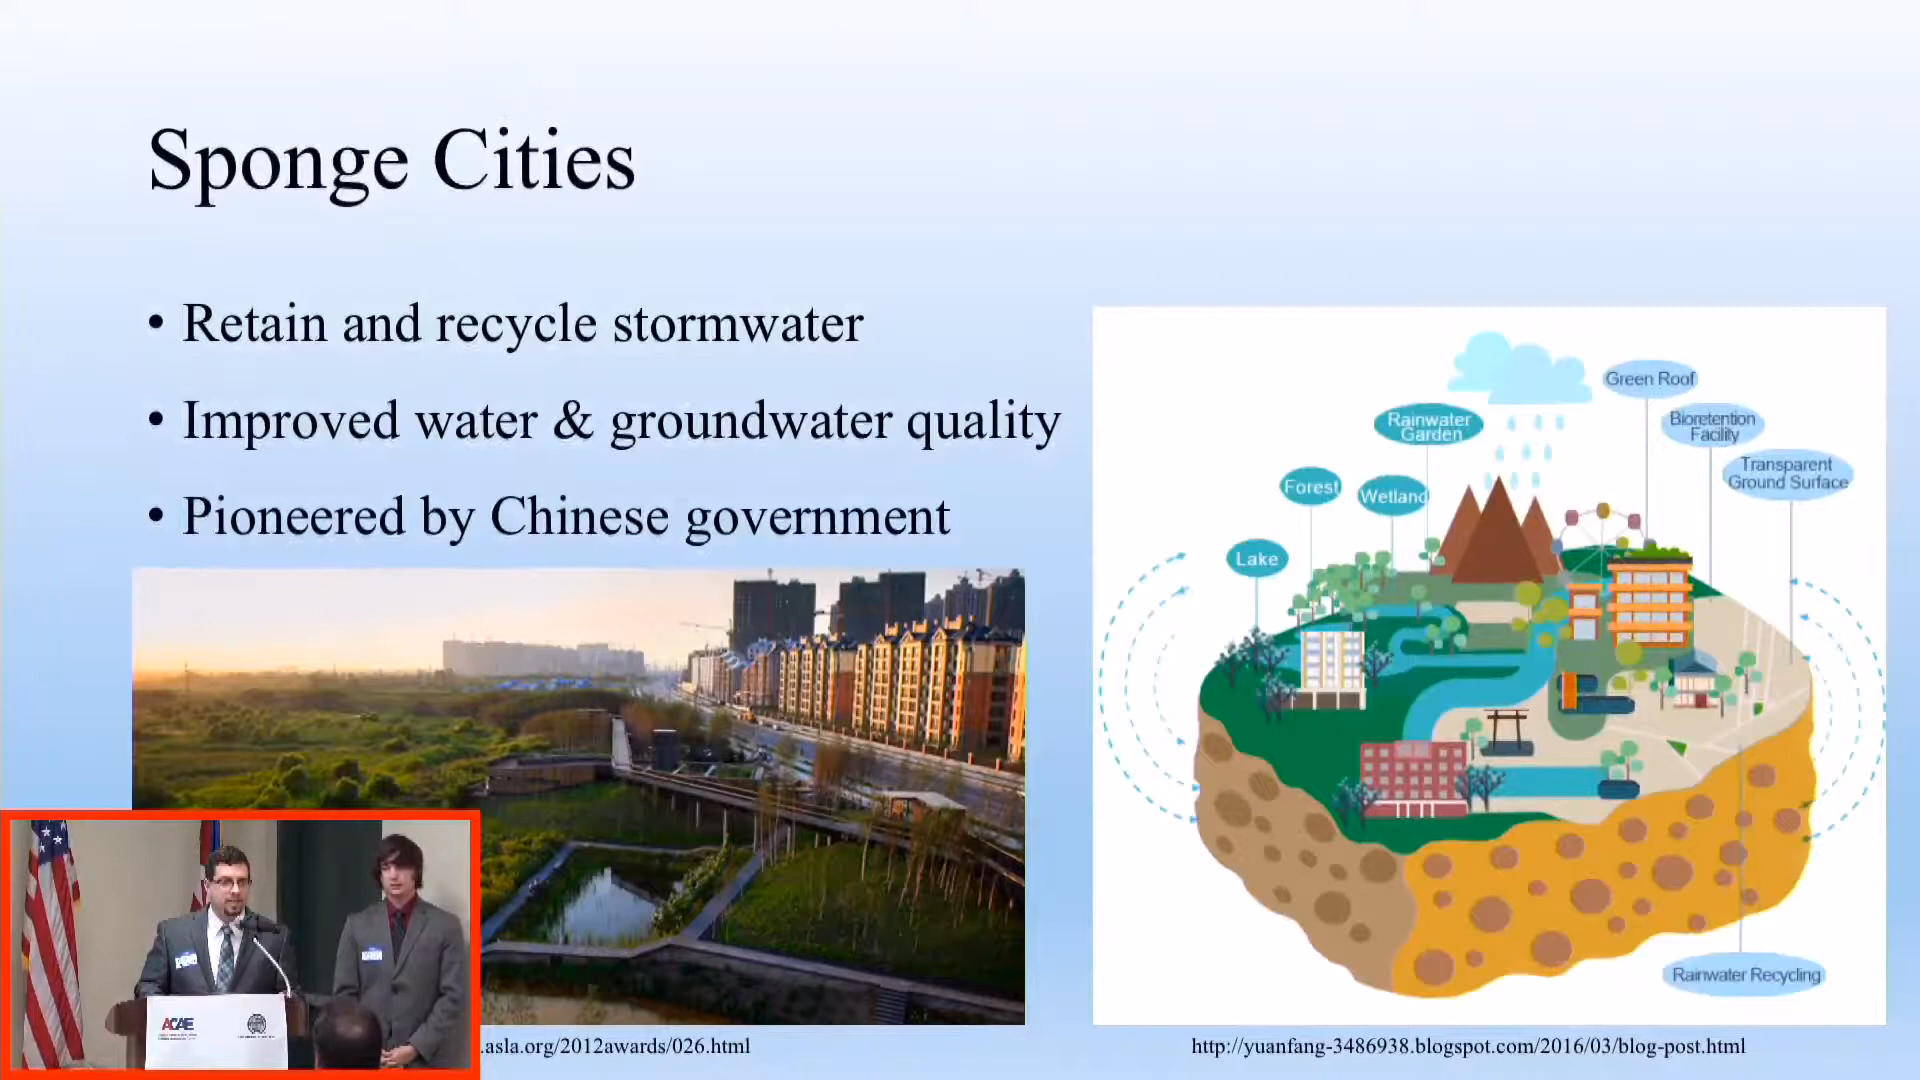 Sponge Cities
• Retain and recycle stormwater
• Improved water & groundwater quality
• Pioneered by Chinese government
Green Roof
Rainwater
Garden
Bioretention
Facility
Transparent
Ground Surface
Forest
Wetland
Lake
Rainwater Recycling
ACAE
.asla.org/2012awards/026.html
http://yuanfang-3486938.blogspot.com/2016/03/blog-post.html